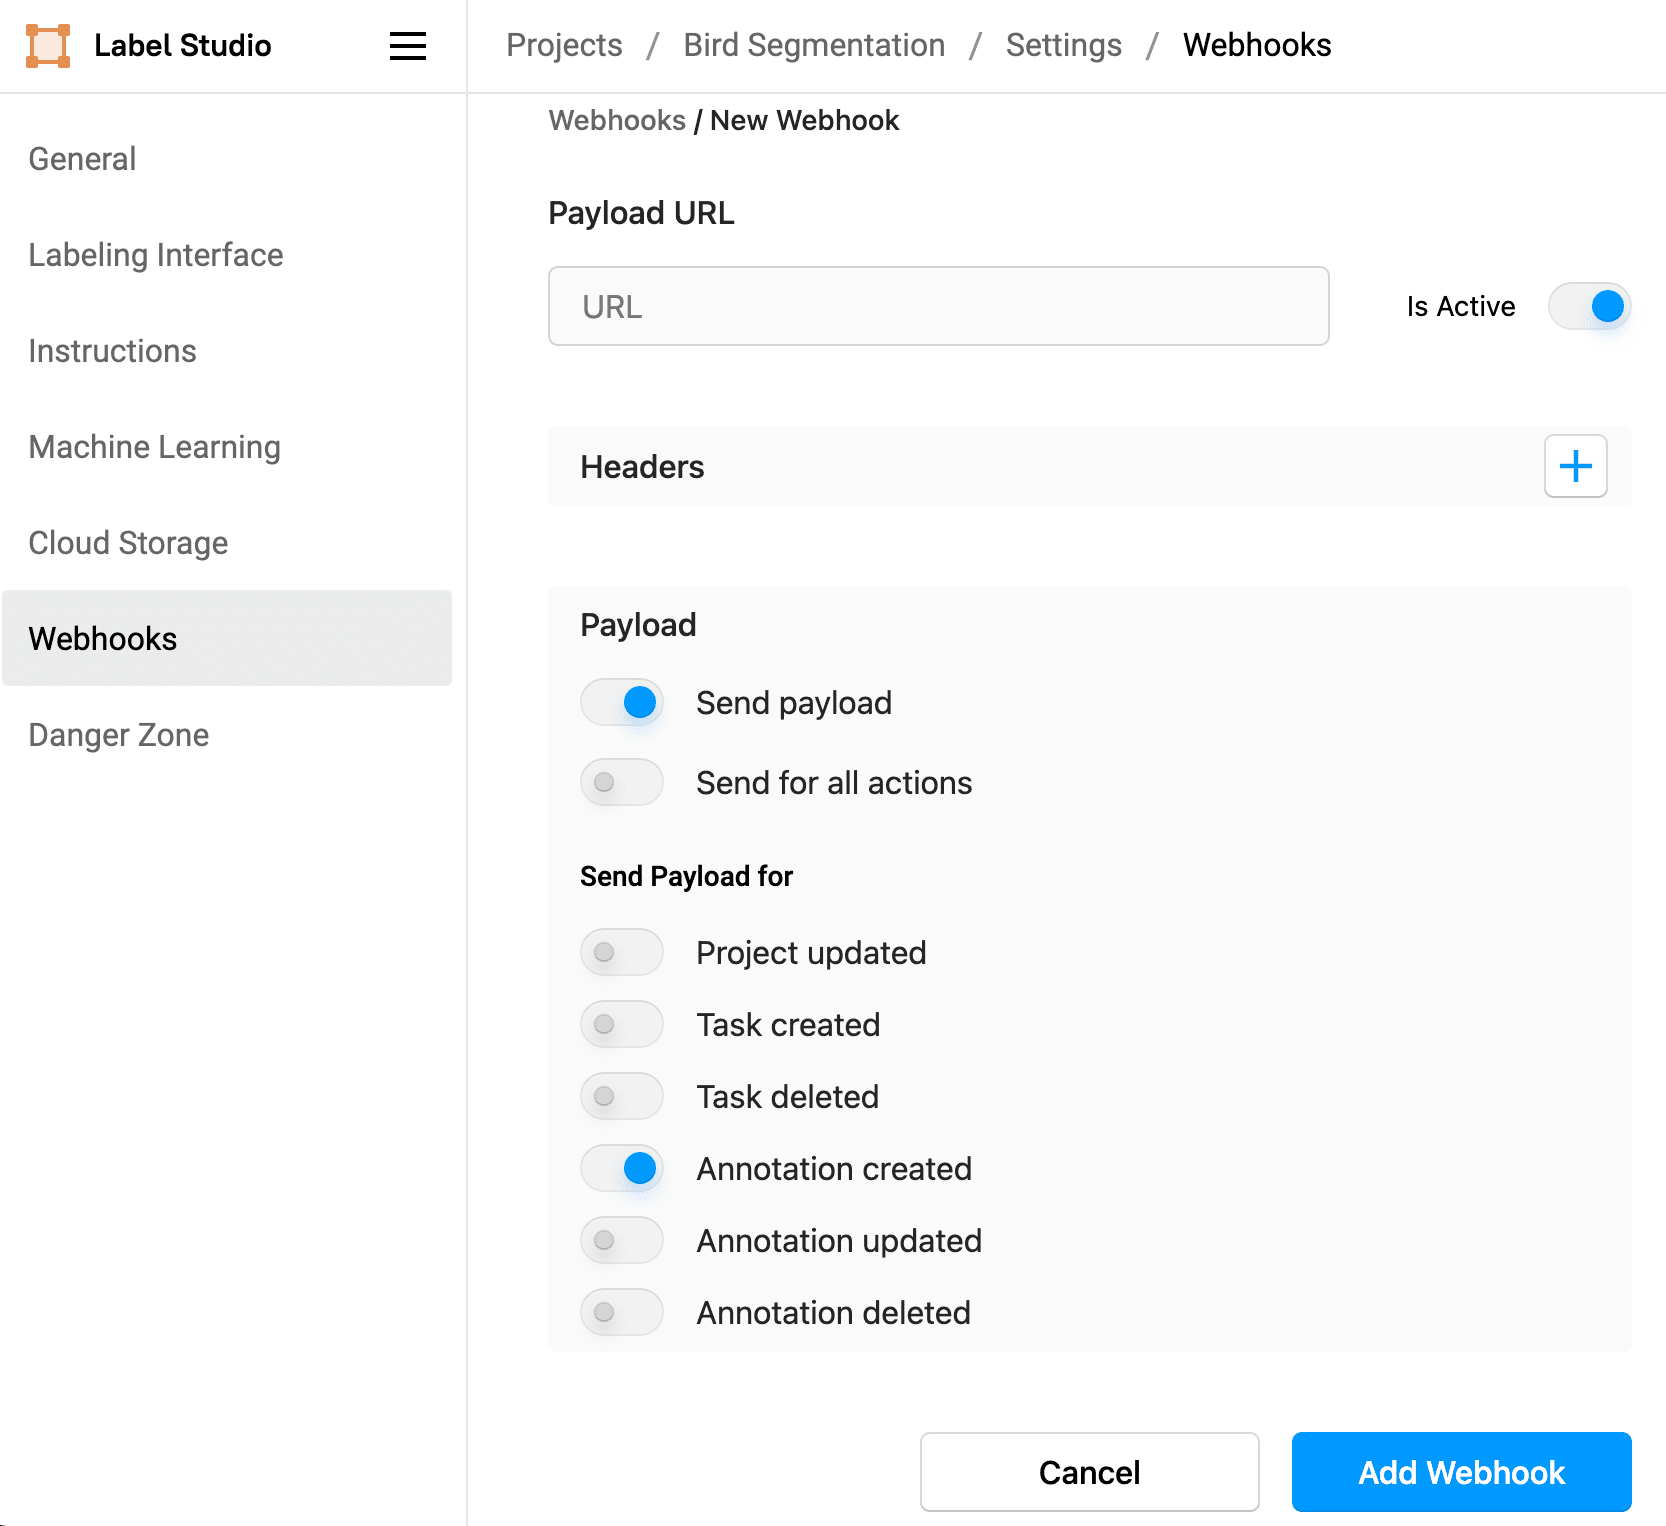 Label Studio
Projects / Bird Segmentation / Settings / Webhooks
General
Labeling Interface
Instructions
Machine Learning
Cloud Storage
Webhooks
Danger Zone
Webhooks / New Webhook
Payload URL
URL
Is Active
Headers
Payload
Send payload
Send for all actions
Send Payload for
Project updated
Task created
Task deleted
Annotation created
Annotation updated
Annotation deleted
Cancel
Add Webhook